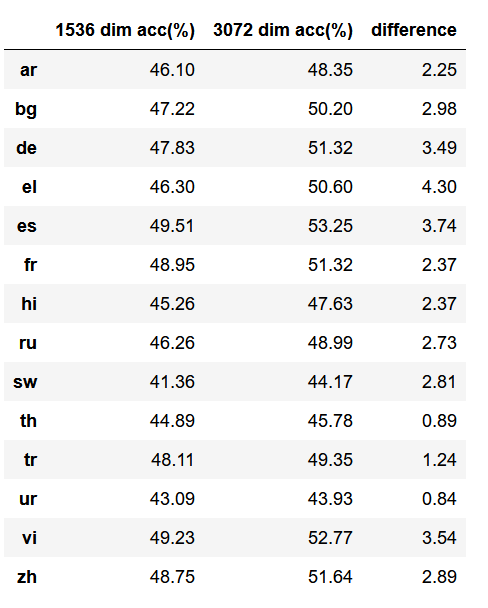 1536 dim acc(%) 3072 dim acc(%) difference
ar 46.10 48.35 2.25
bg 47.22 50.20 2.98
de 47.83 51.32 3.49
el 46.30 50.60 4.30
es 49.51 53.25 3.74
fr 48.95 51.32 2.37
hi 45.26 47.63 2.37
ru 46.26 48.99 2.73
sw 41.36 44.17 2.81
th 44.89 45.78 0.89
tr 48.11 49.35 1.24
ur 43.09 43.93 0.84
vi 49.23 52.77 3.54
zh 48.75 51.64 2.89